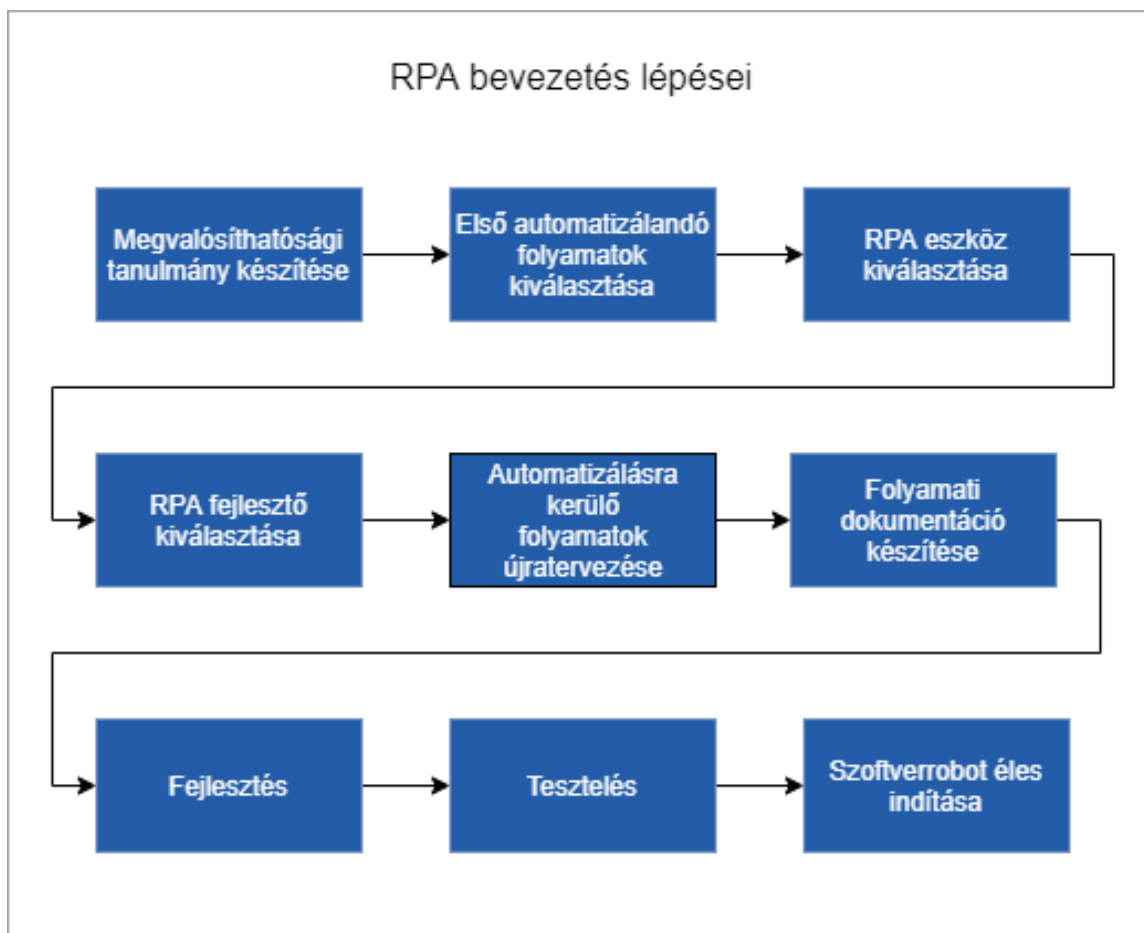 RPA bevezetés lépései
Megvalósíthatósági
tanulmány készítése
Első automatizálandó
folyamatok
kiválasztása
RPA eszköz
kiválasztása
RPA fejlesztő
kiválasztása
Automatizálásra
kerülő
folyamatok
újratervezése
Folyamati
dokumentáció
készítése
Fejlesztés
Tesztelés
Szoftverrobot éles
indítása